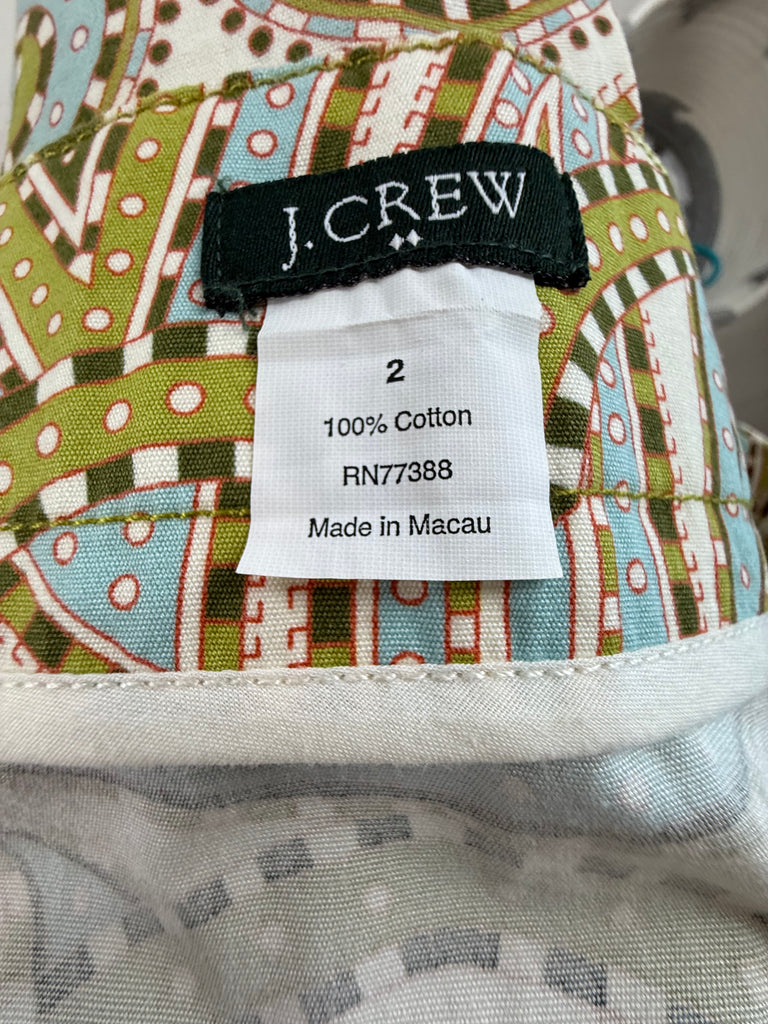 J.CREW
2
100% Cotton
RN77388
Made in Macau